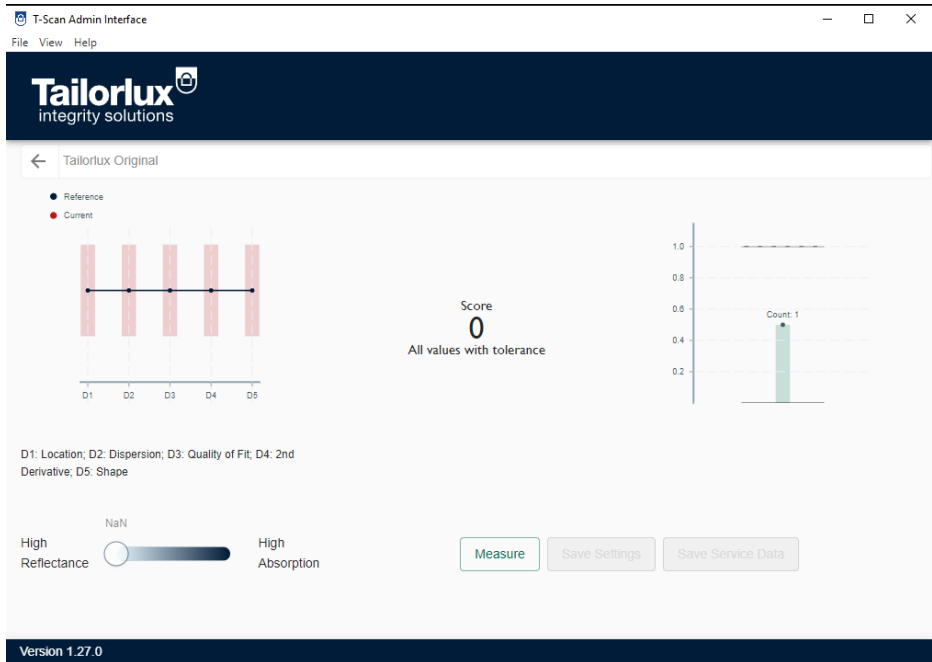 T-Scan Admin Interface
File View Help
Tailorlux
integrity solutions
Tailorlux Original
Reference
Current
D1 D2 D3 D4 D5
Score
0
All values with tolerance
1.0
0.8
0.6
0.4
0.2
Count: 1
D1: Location; D2: Dispersion; D3: Quality of Fit; D4: 2nd
Derivative; D5: Shape
NaN
High
Reflectance
High
Absorption
Measure
Save Settings
Save Service Data
Version 1.27.0